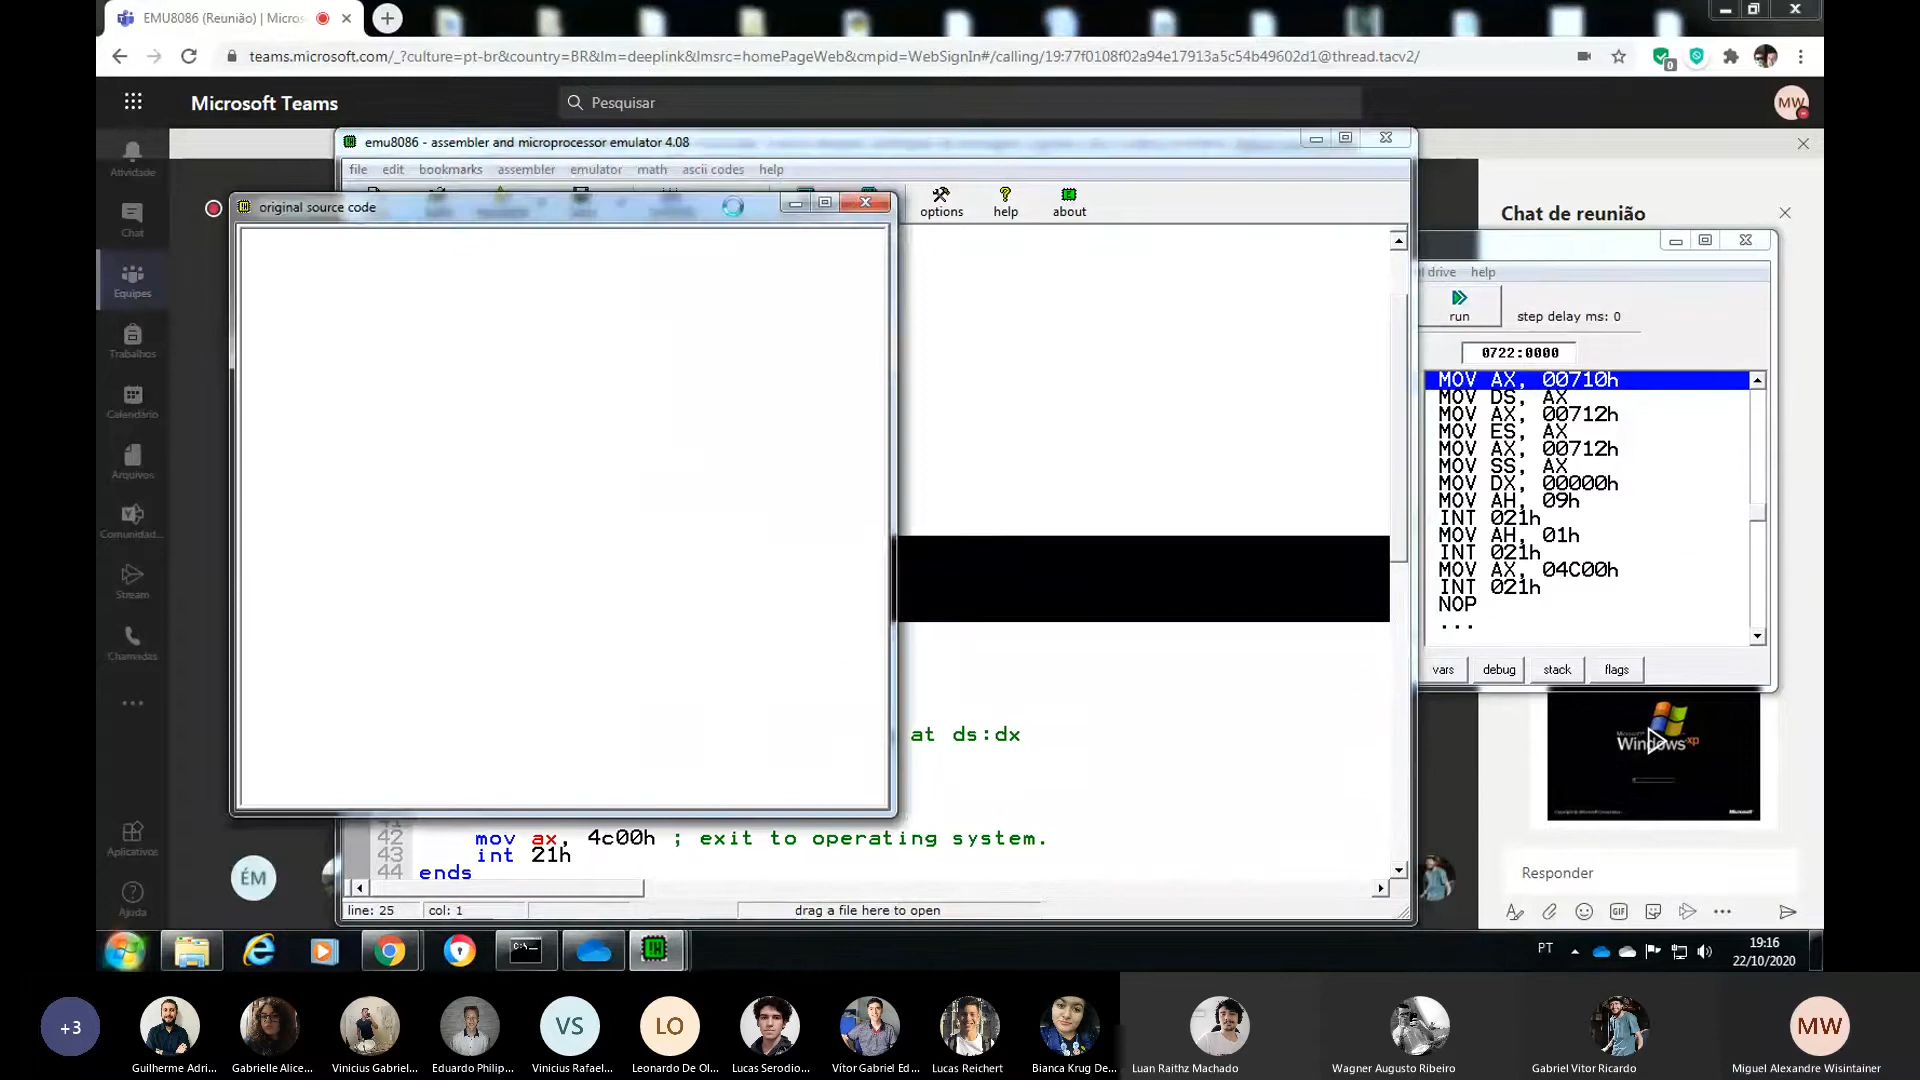 EMU8086 (Reunião) | Micros
teams.microsoft.com/_?culture=pt-br&country=BR&lm=deeplink&lmsrc=homePageWeb&cmpid=WebSignIn#/calling/19:77f0108f02a94e17913a5c54b49602d1@thread.tacv2/
0
Microsoft Teams
Pesquisar
MW
emu8086 - assembler and microprocessor emulator 4.08
file edit bookmarks assembler emulator math ascii codes help
options help about
original source code
Atividade
Chat
Equipes
Trabalhos
Calendário
Arquivos
Comunidad...
Stream
Chamadas
Aplicativos
Ajuda
Chat de reunião
drive help
run
step delay ms: 0
0722:0000
MOV AX, 00710h
MOV DS, AX
MOV AX, 00712h
MOV ES, AX
MOV AX, 00712h
MOV SS, AX
MOV DX, 00000h
MOV AH, 09h
INT 021h
MOV AH, 01h
INT 021h
MOV AX, 04C00h
INT 021h
NOP
...
vars debug stack flags
at ds:dx
42 mov ax, 4c00h ; exit to operating system.
43 int 21h
44 ends
line: 25 col: 1 drag a file here to open
ÉM
Microsoft
Windows xp
Responder
GIF
PT
19:16
22/10/2020
+3
VS
LO
MW
Guilherme Adri...
Gabrielle Alice...
Vinicius Gabriel...
Eduardo Philip...
Vinicius Rafael...
Leonardo De Ol...
Lucas Serodio...
Vítor Gabriel Ed...
Lucas Reichert
Bianca Krug De...
Luan Raithz Machado
Wagner Augusto Ribeiro
Gabriel Vitor Ricardo
Miguel Alexandre Wisintainer